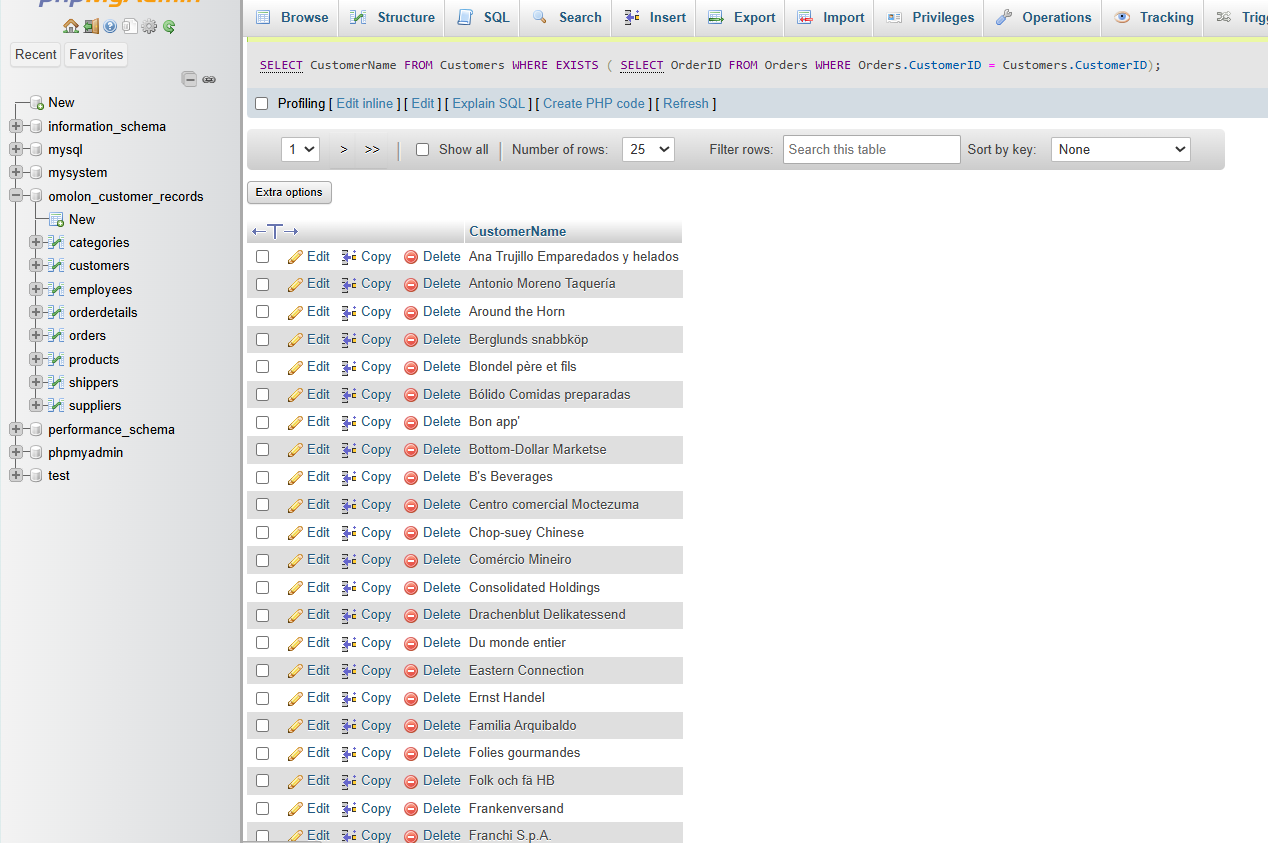 phpMyAdmin
Recent Favorites
New
information_schema
mysql
mysystem
omolon_customer_records
New
categories
customers
employees
orderdetails
orders
products
shippers
suppliers
performance_schema
phpmyadmin
test
Browse Structure SQL Search Insert Export Import Privileges Operations Tracking
SELECT CustomerName FROM Customers WHERE EXISTS ( SELECT OrderID FROM Orders WHERE Orders.CustomerID = Customers.CustomerID);
Profiling [ Edit inline ] [ Edit ] [ Explain SQL ] [ Create PHP code ] [ Refresh ]
1 > >> | Show all | Number of rows: 25 Filter rows: Search this table Sort by key: None
Extra options
←T→ CustomerName
Edit Copy Delete Ana Trujillo Emparedados y helados
Edit Copy Delete Antonio Moreno Taquería
Edit Copy Delete Around the Horn
Edit Copy Delete Berglunds snabbköp
Edit Copy Delete Blondel père et fils
Edit Copy Delete Bólido Comidas preparadas
Edit Copy Delete Bon app'
Edit Copy Delete Bottom-Dollar Marketse
Edit Copy Delete B's Beverages
Edit Copy Delete Centro comercial Moctezuma
Edit Copy Delete Chop-suey Chinese
Edit Copy Delete Comércio Mineiro
Edit Copy Delete Consolidated Holdings
Edit Copy Delete Drachenblut Delikatessend
Edit Copy Delete Du monde entier
Edit Copy Delete Eastern Connection
Edit Copy Delete Ernst Handel
Edit Copy Delete Familia Arquibaldo
Edit Copy Delete Folies gourmandes
Edit Copy Delete Folk och fä HB
Edit Copy Delete Frankenversand
Edit Copy Delete Franchi S.p.A.